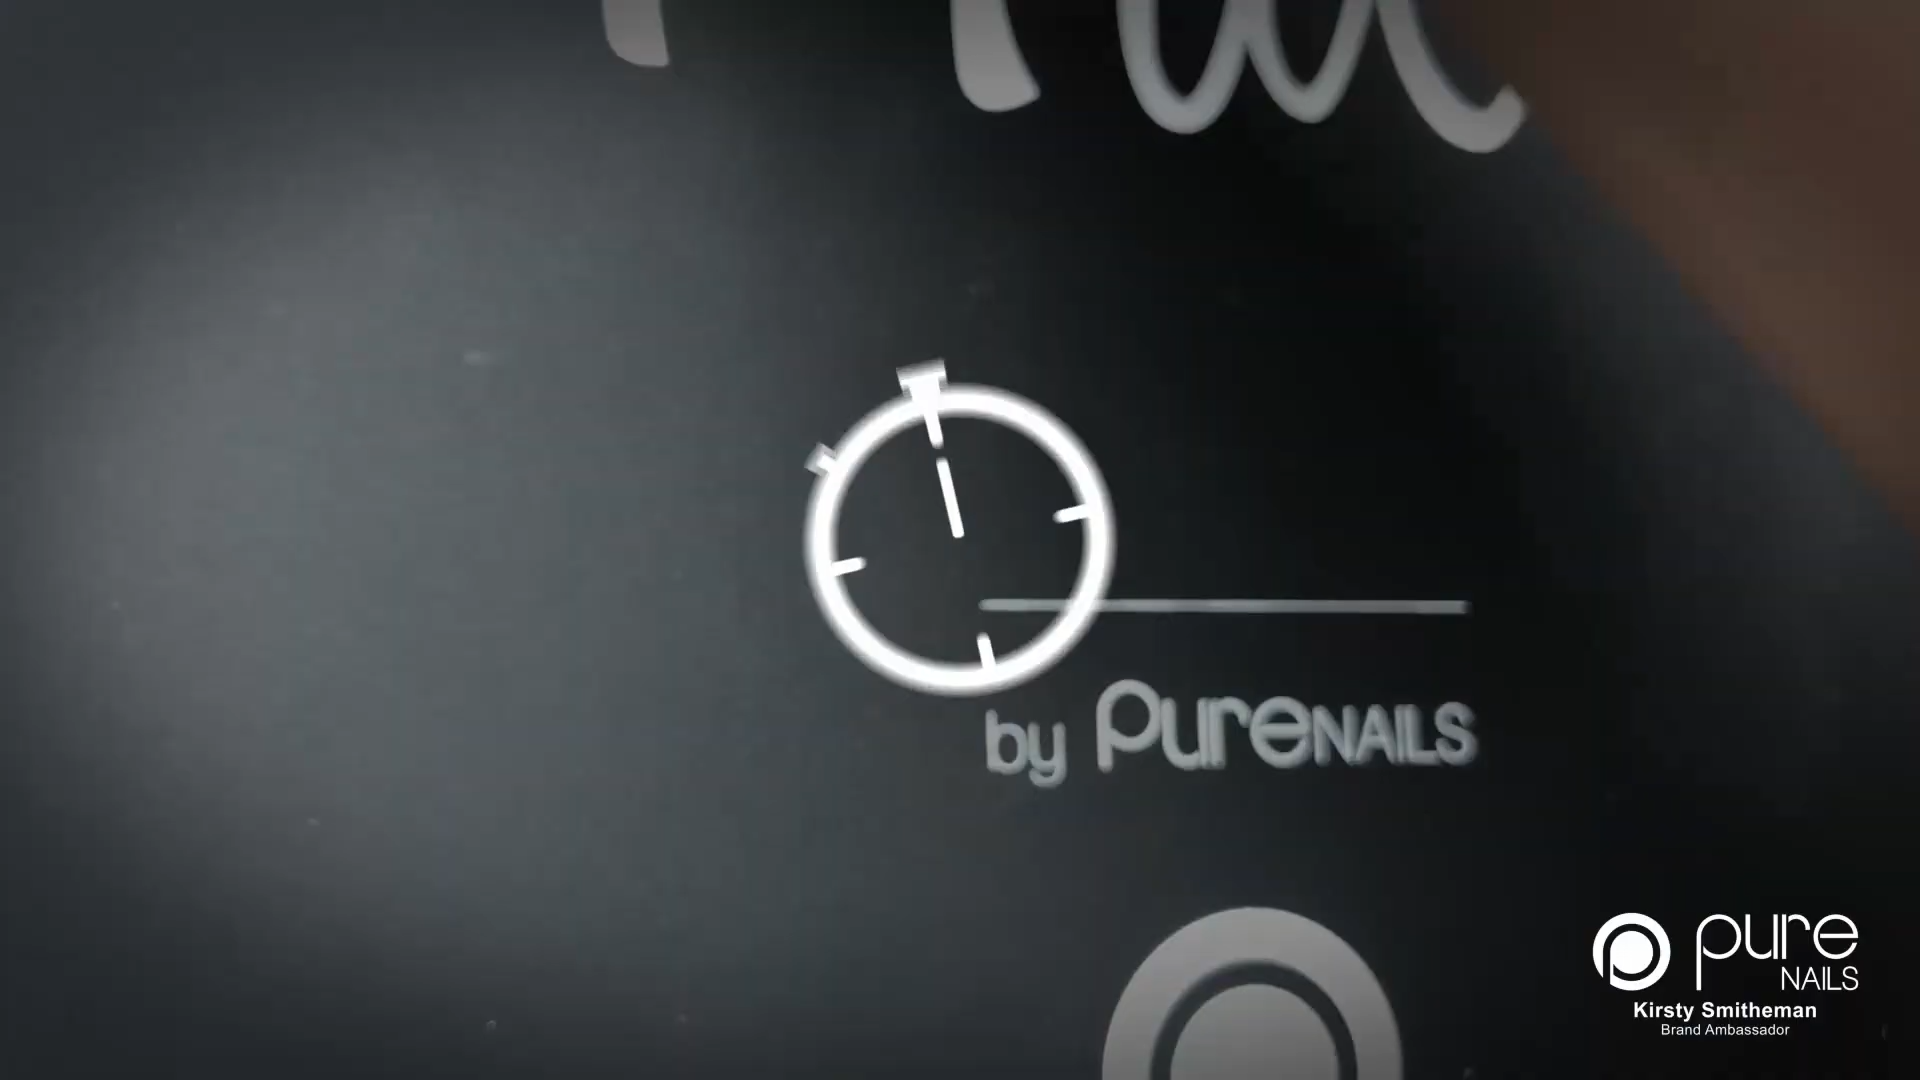 by PureNAILS
pure
NAILS
Kirsty Smitheman
Brand Ambassador